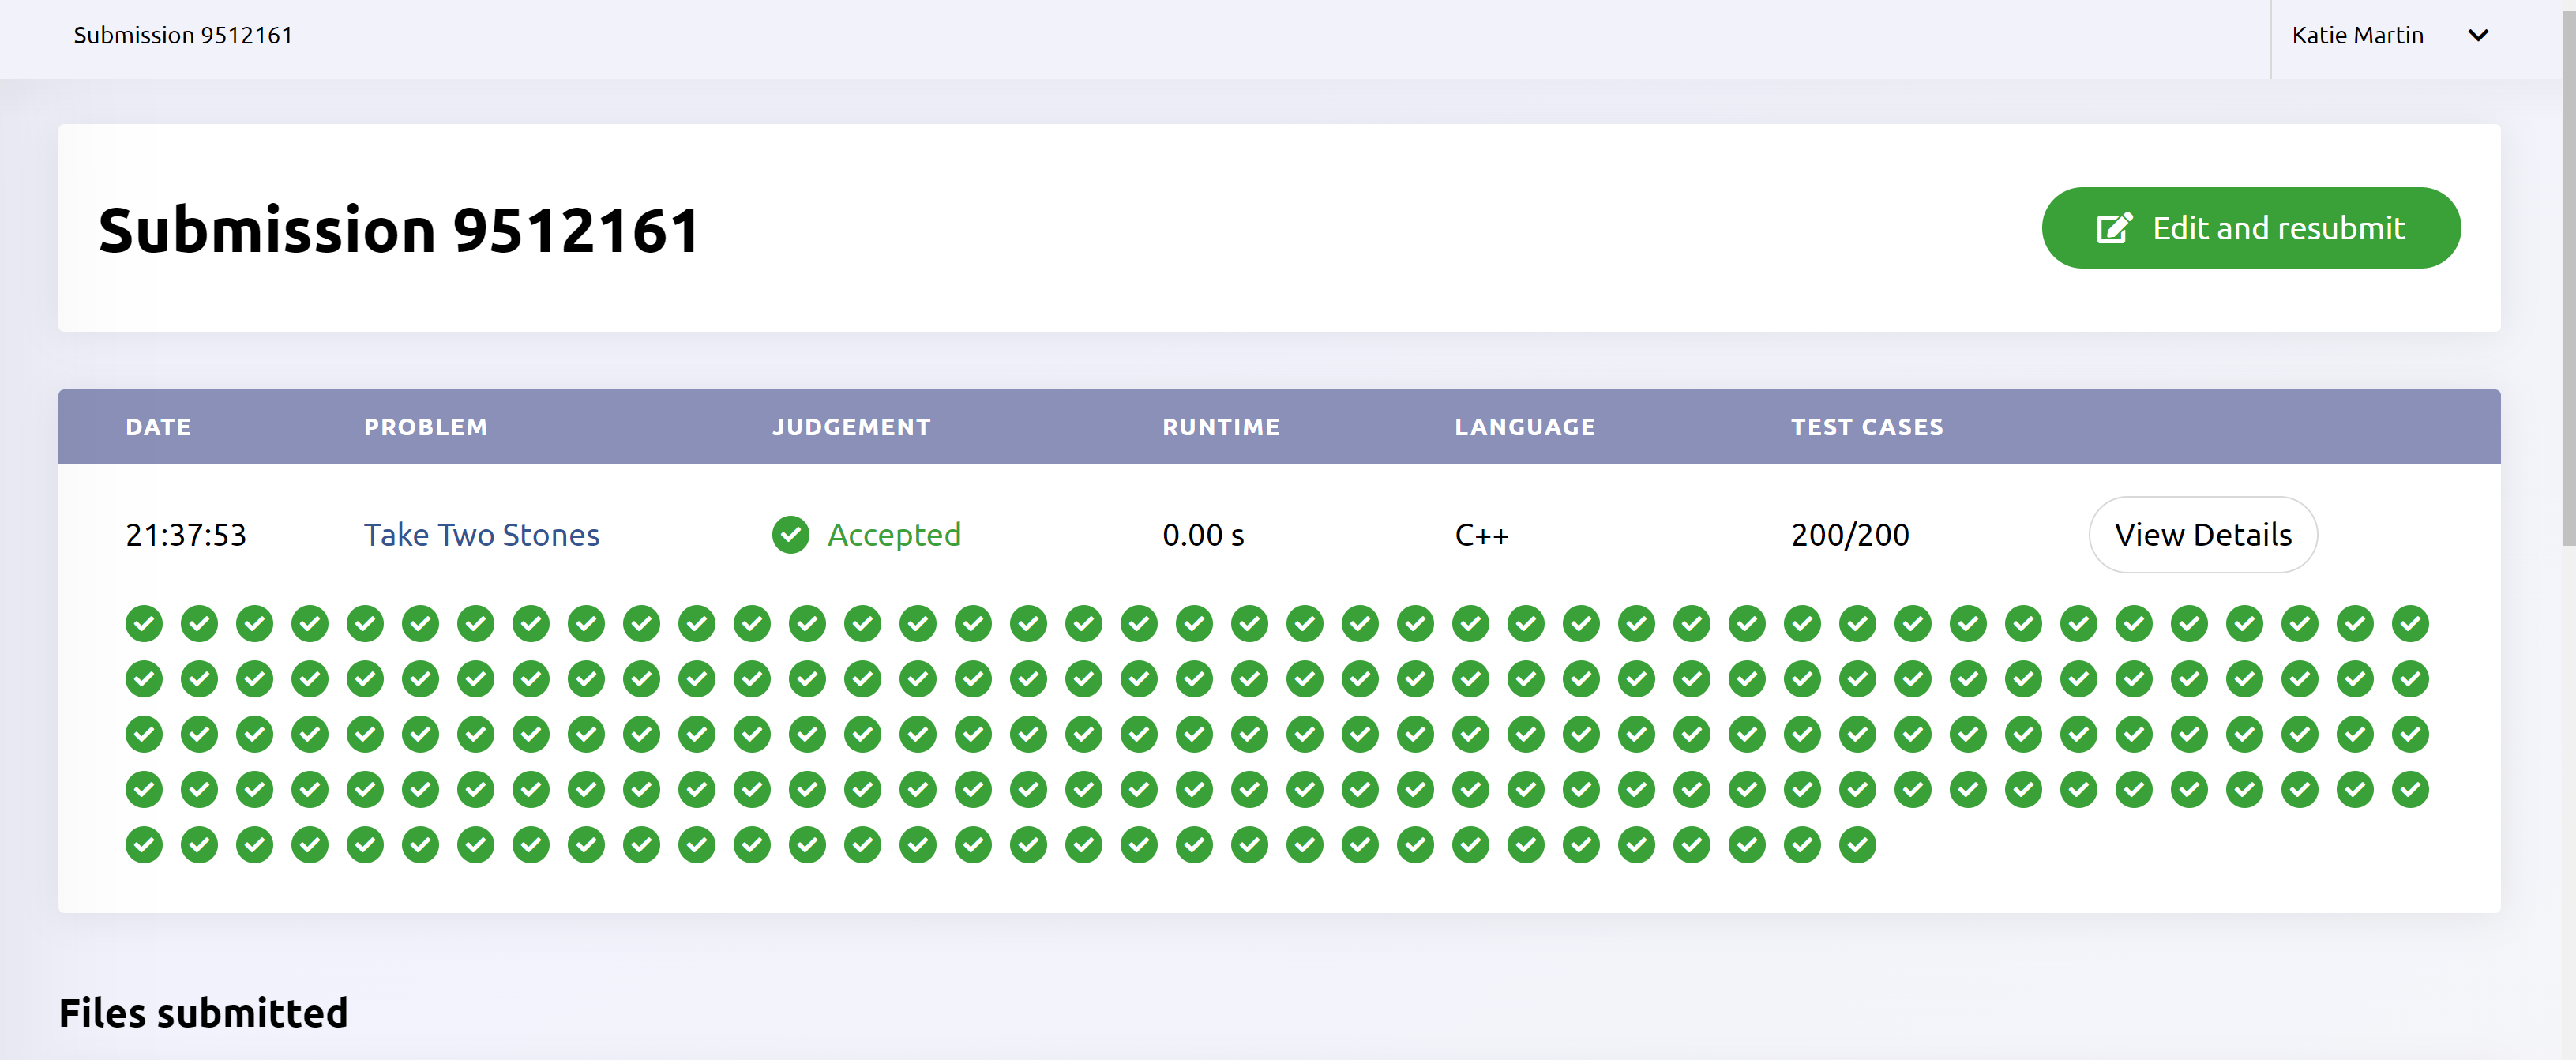 Submission 9512161
Katie Martin
Submission 9512161
Edit and resubmit
DATE PROBLEM JUDGEMENT RUNTIME LANGUAGE TEST CASES
21:37:53 Take Two Stones Accepted 0.00 s C++ 200/200 View Details
Files submitted